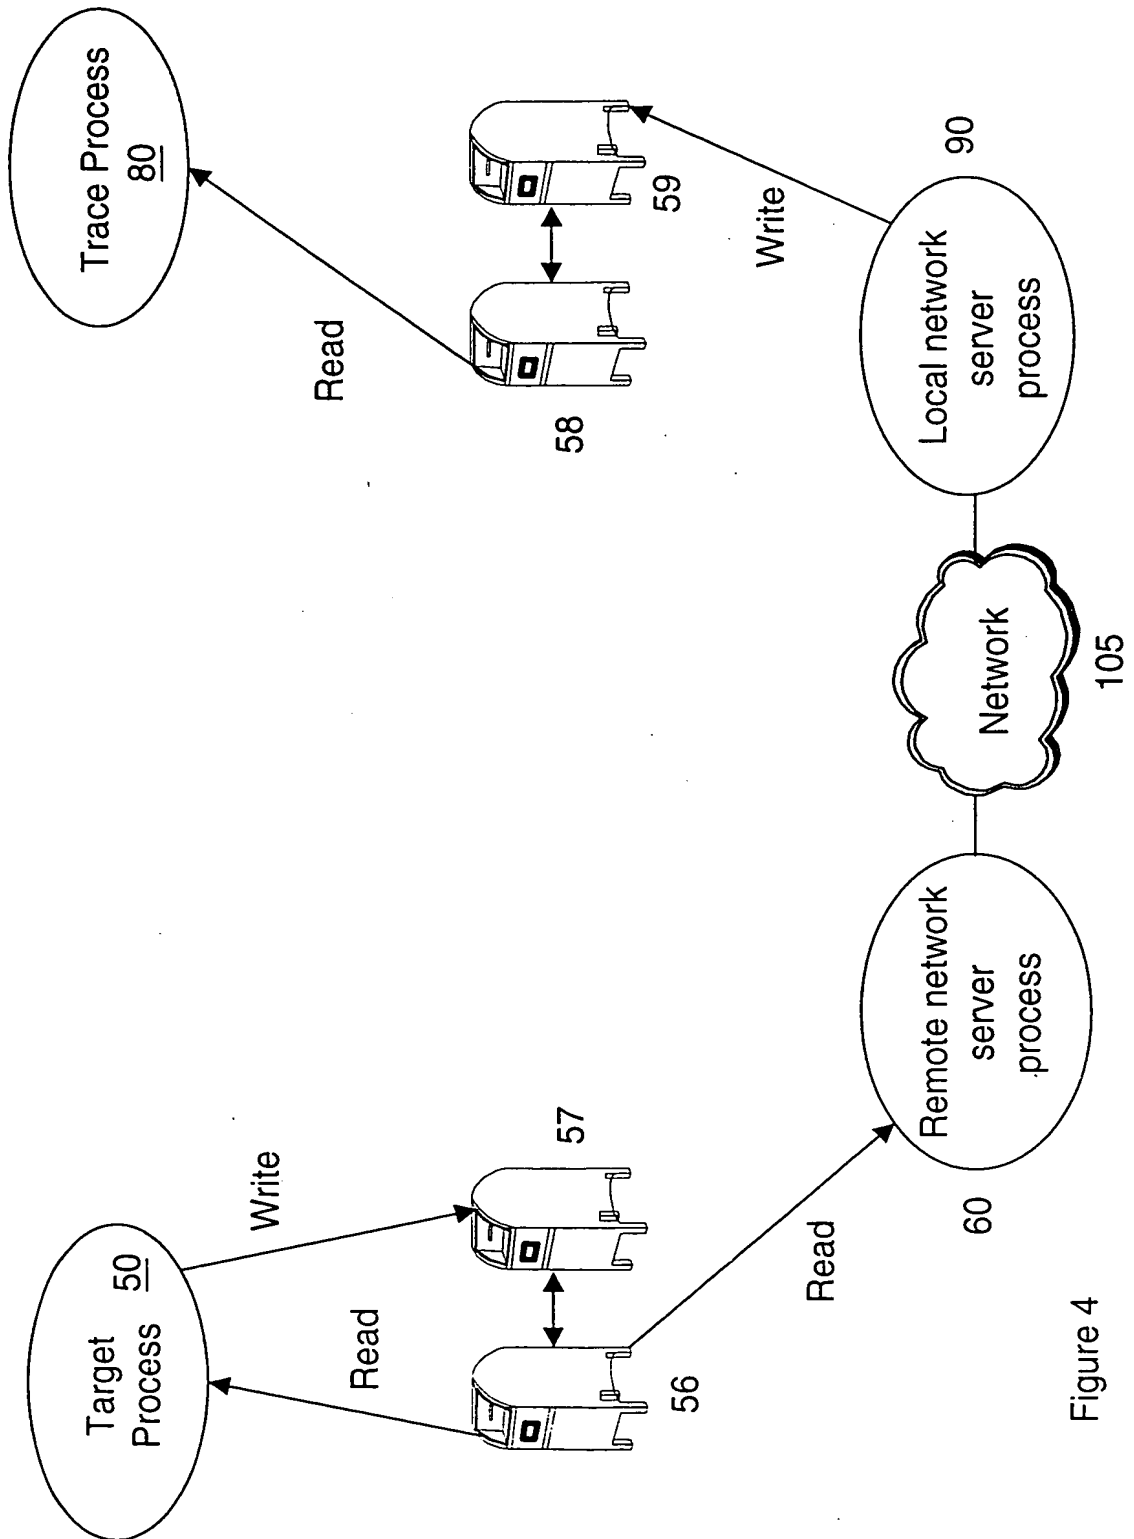 Target
Process 50
Write
Read
57
56
Read
60
Remote network
server
process
Network
105
Trace Process
80
Read
58
59
Write
90
Local network
server
process
Figure 4